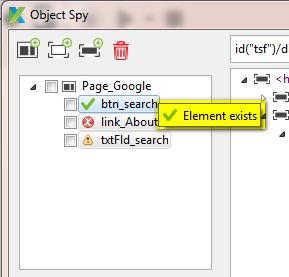 Object Spy
id("tsf")/d
Page_Google
<h
btn_search
Element exists
link_About
txtFld_search